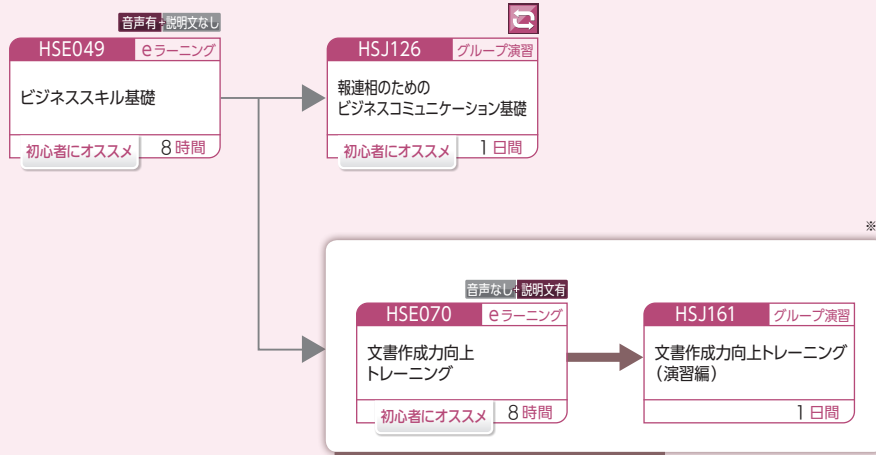 音声有+説明文なし
HSE049 eラーニング
ビジネススキル基礎
初心者にオススメ 8時間
HSJ126 グループ演習
報連相のための
ビジネスコミュニケーション基礎
初心者にオススメ 1日間
※
音声なし+説明文有
HSE070 eラーニング
文書作成力向上
トレーニング
初心者にオススメ 8時間
HSJ161 グループ演習
文書作成力向上トレーニング
（演習編）
1日間